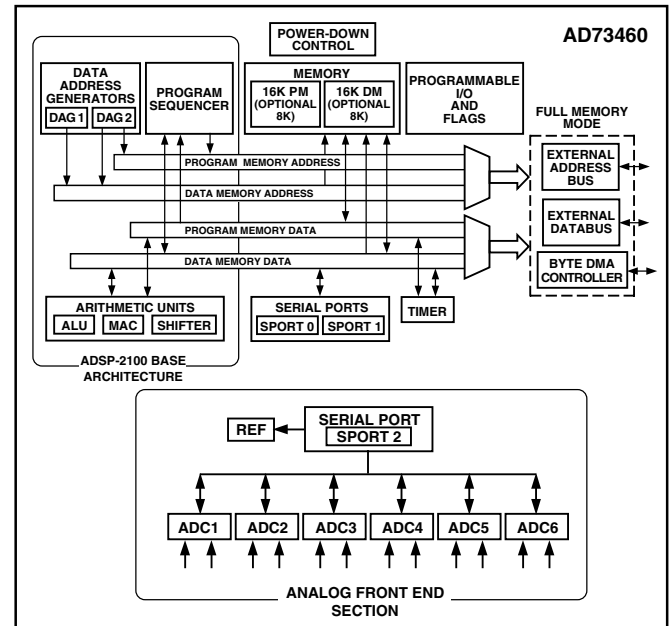 POWER-DOWN
CONTROL
AD73460
DATA
ADDRESS
GENERATORS
DAG 1
DAG 2
PROGRAM
SEQUENCER
MEMORY
16K PM
(OPTIONAL
8K)
16K DM
(OPTIONAL
8K)
PROGRAMMABLE
I/O
AND
FLAGS
FULL MEMORY
MODE
PROGRAM MEMORY ADDRESS
DATA MEMORY ADDRESS
PROGRAM MEMORY DATA
DATA MEMORY DATA
EXTERNAL
ADDRESS
BUS
EXTERNAL
DATABUS
BYTE DMA
CONTROLLER
ARITHMETIC UNITS
ALU
MAC
SHIFTER
SERIAL PORTS
SPORT 0
SPORT 1
TIMER
ADSP-2100 BASE
ARCHITECTURE
REF
SERIAL PORT
SPORT 2
ADC1
ADC2
ADC3
ADC4
ADC5
ADC6
ANALOG FRONT END
SECTION